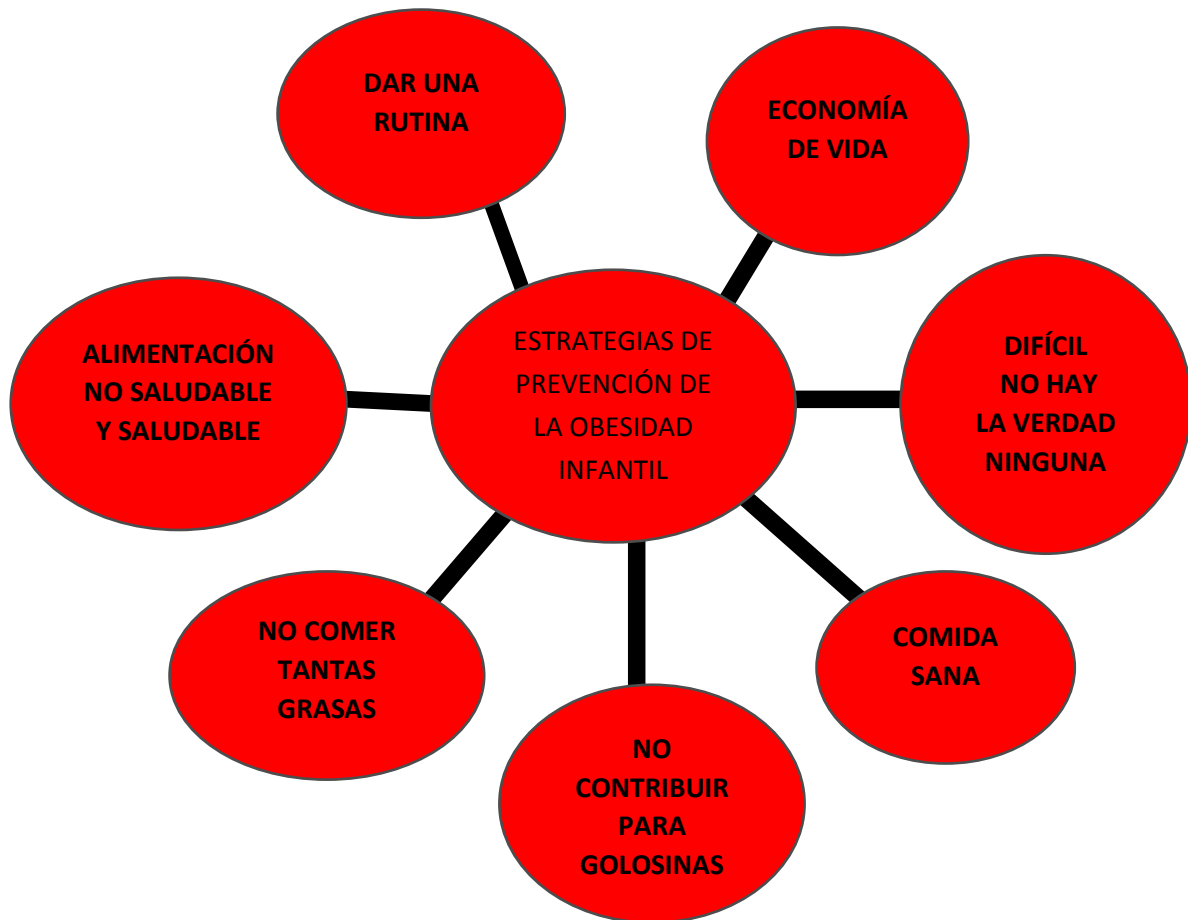 DAR UNA
RUTINA
ECONOMÍA
DE VIDA
ALIMENTACIÓN
NO SALUDABLE
Y SALUDABLE
ESTRATEGIAS DE
PREVENCIÓN DE
LA OBESIDAD
INFANTIL
DIFÍCIL
NO HAY
LA VERDAD
NINGUNA
NO COMER
TANTAS
GRASAS
COMIDA
SANA
NO
CONTRIBUIR
PARA
GOLOSINAS